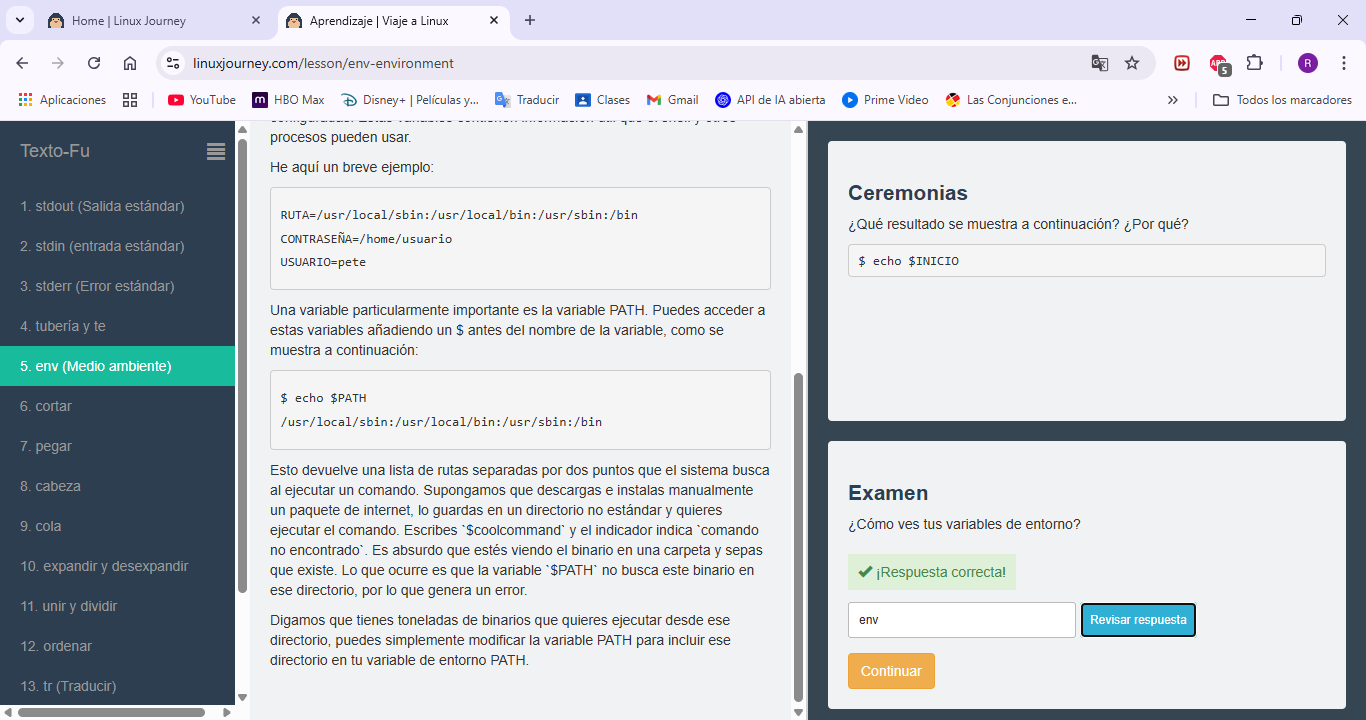 Home | Linux Journey
Aprendizaje | Viaje a Linux
linuxjourney.com/lesson/env-environment
R
5
Aplicaciones
YouTube
HBO Max
Disney+ | Películas y...
Traducir
Clases
Gmail
API de IA abierta
Prime Video
Las Conjunciones e...
Todos los marcadores
Texto-Fu
1. stdout (Salida estándar)
2. stdin (entrada estándar)
3. stderr (Error estándar)
4. tubería y te
5. env (Medio ambiente)
6. cortar
7. pegar
8. cabeza
9. cola
10. expandir y desexpandir
11. unir y dividir
12. ordenar
13. tr (Traducir)
procesos pueden usar.
He aquí un breve ejemplo:
RUTA=/usr/local/sbin:/usr/local/bin:/usr/sbin:/bin
CONTRASEÑA=/home/usuario
USUARIO=pete
Una variable particularmente importante es la variable PATH. Puedes acceder a
estas variables añadiendo un $ antes del nombre de la variable, como se
muestra a continuación:
$ echo $PATH
/usr/local/sbin:/usr/local/bin:/usr/sbin:/bin
Esto devuelve una lista de rutas separadas por dos puntos que el sistema busca
al ejecutar un comando. Supongamos que descargas e instalas manualmente
un paquete de internet, lo guardas en un directorio no estándar y quieres
ejecutar el comando. Escribes `$coolcommand` y el indicador indica `comando
no encontrado`. Es absurdo que estés viendo el binario en una carpeta y sepas
que existe. Lo que ocurre es que la variable `$PATH` no busca este binario en
ese directorio, por lo que genera un error.
Digamos que tienes toneladas de binarios que quieres ejecutar desde ese
directorio, puedes simplemente modificar la variable PATH para incluir ese
directorio en tu variable de entorno PATH.
Ceremonias
¿Qué resultado se muestra a continuación? ¿Por qué?
$ echo $INICIO
Examen
¿Cómo ves tus variables de entorno?
¡Respuesta correcta!
env
Revisar respuesta
Continuar